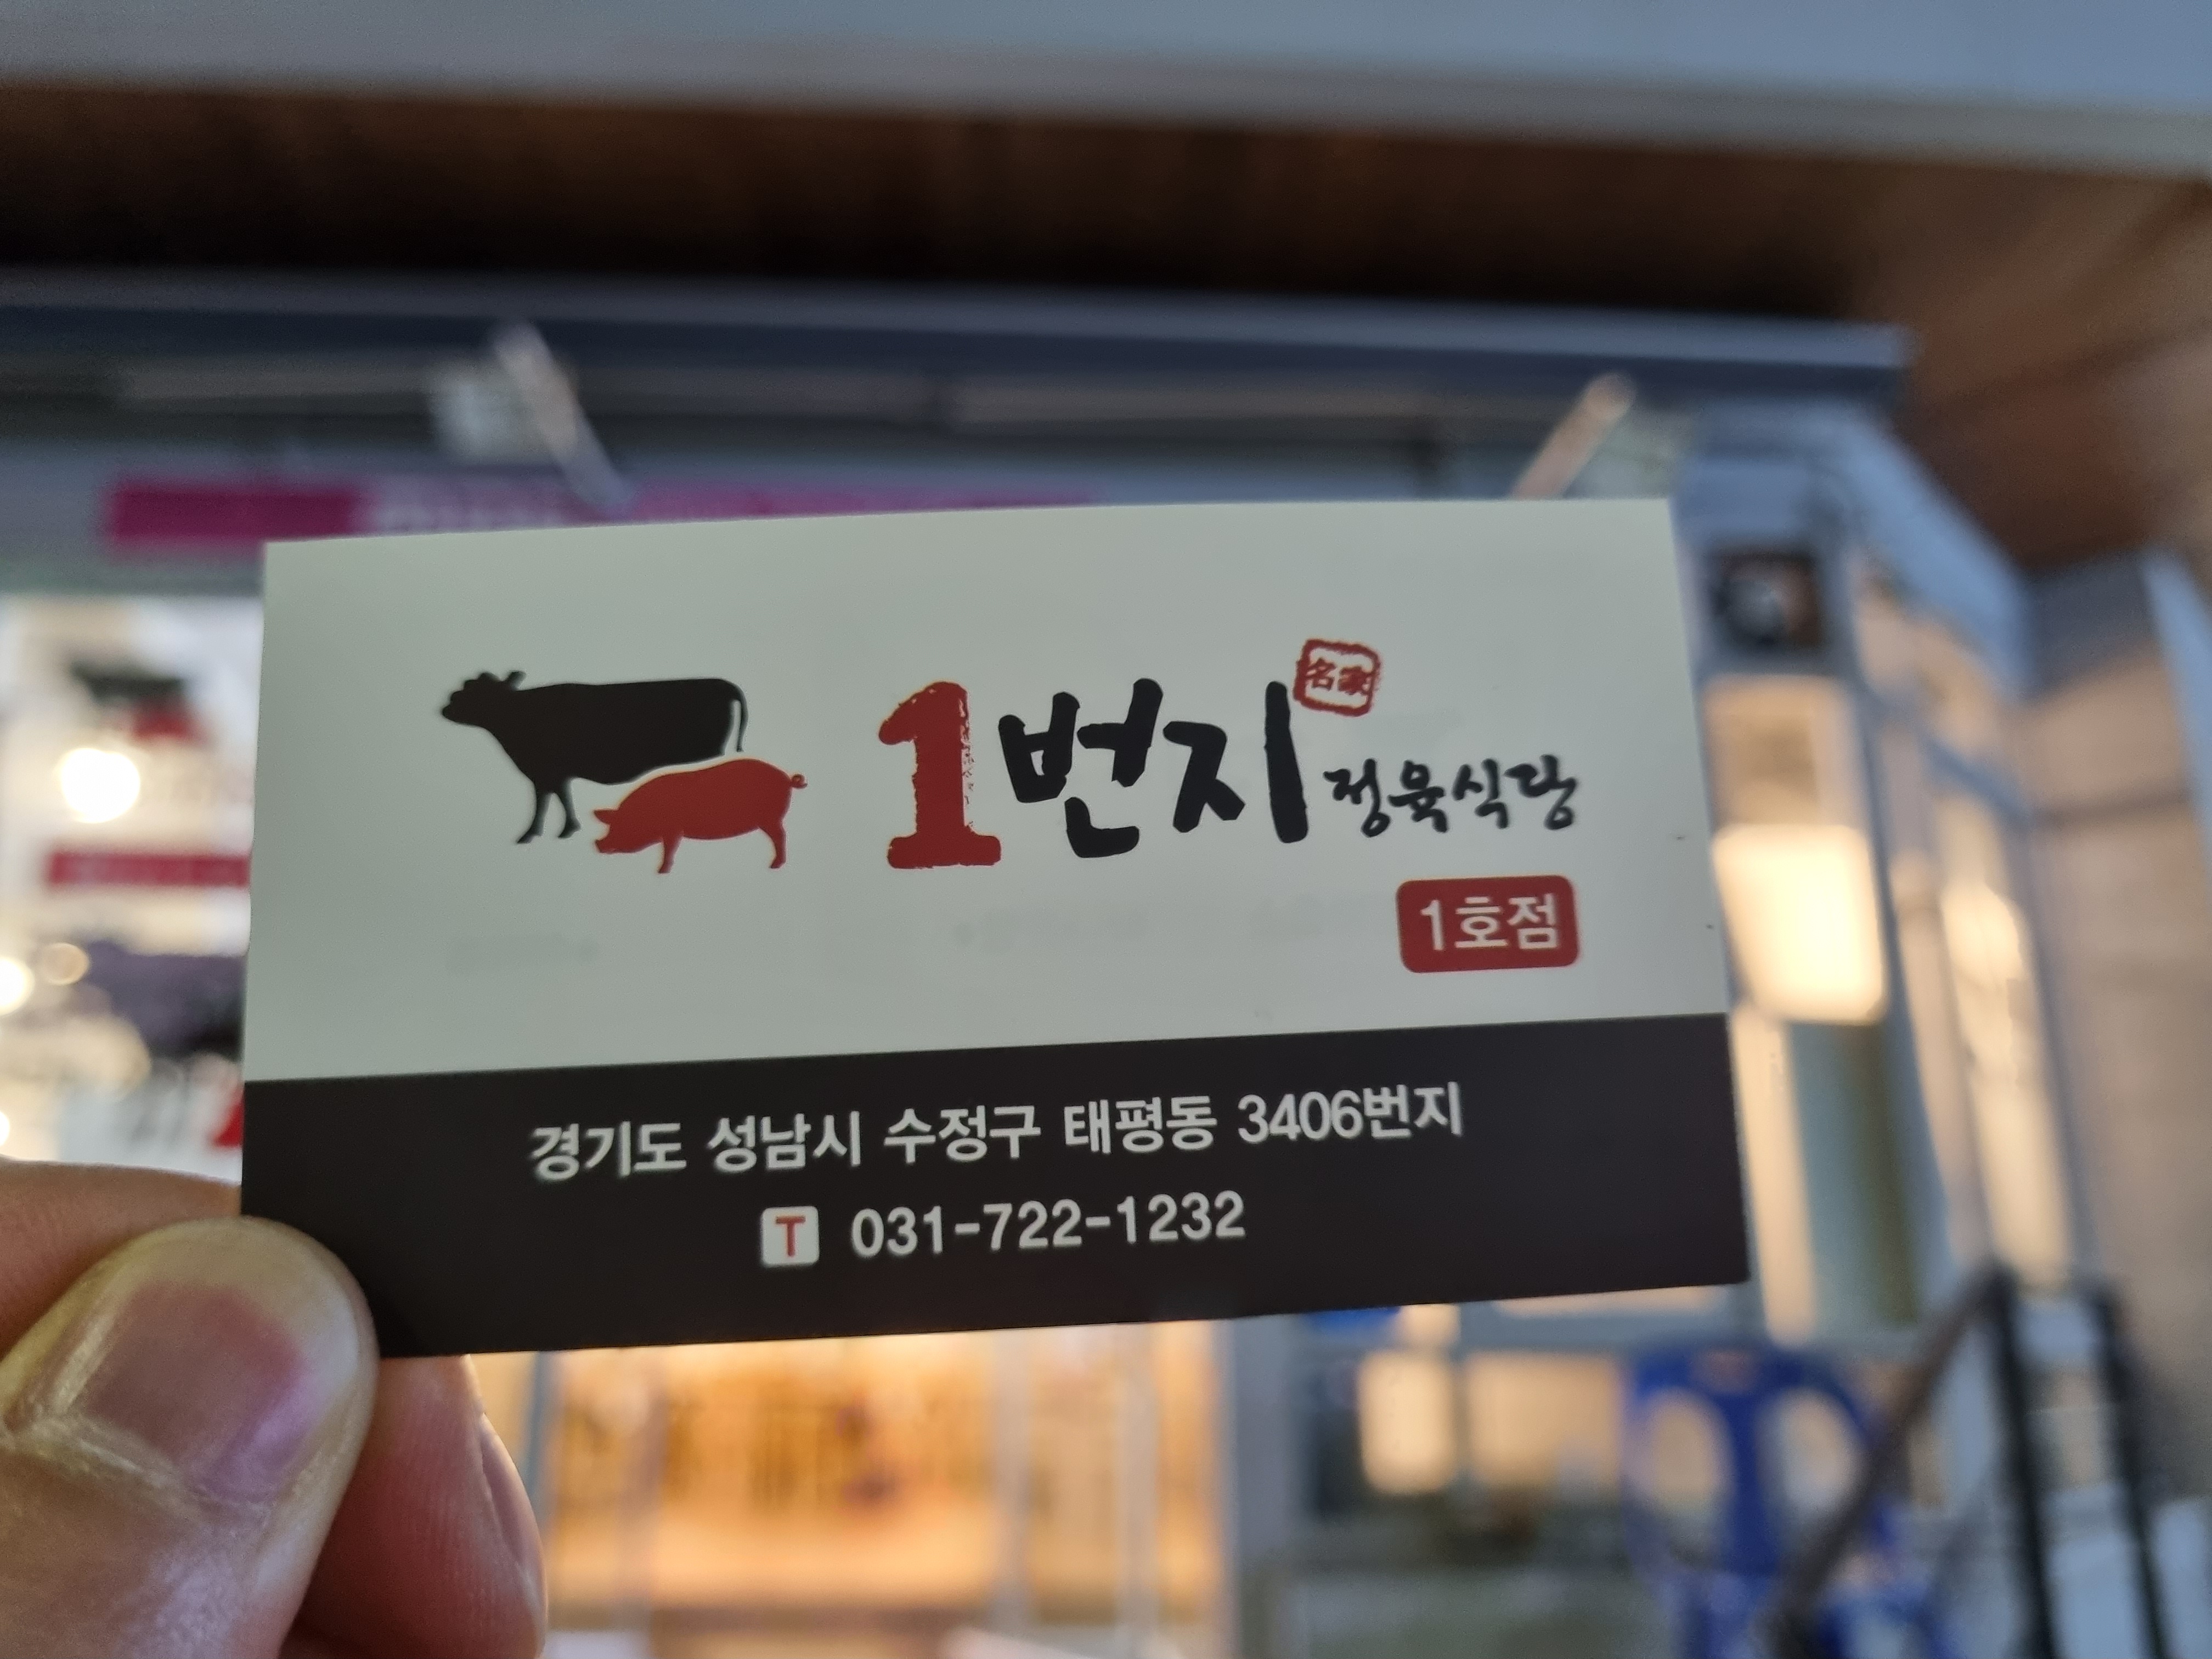 1번지 名家 정육식당
1호점
경기도 성남시 수정구 태평동 3406번지
T 031-722-1232